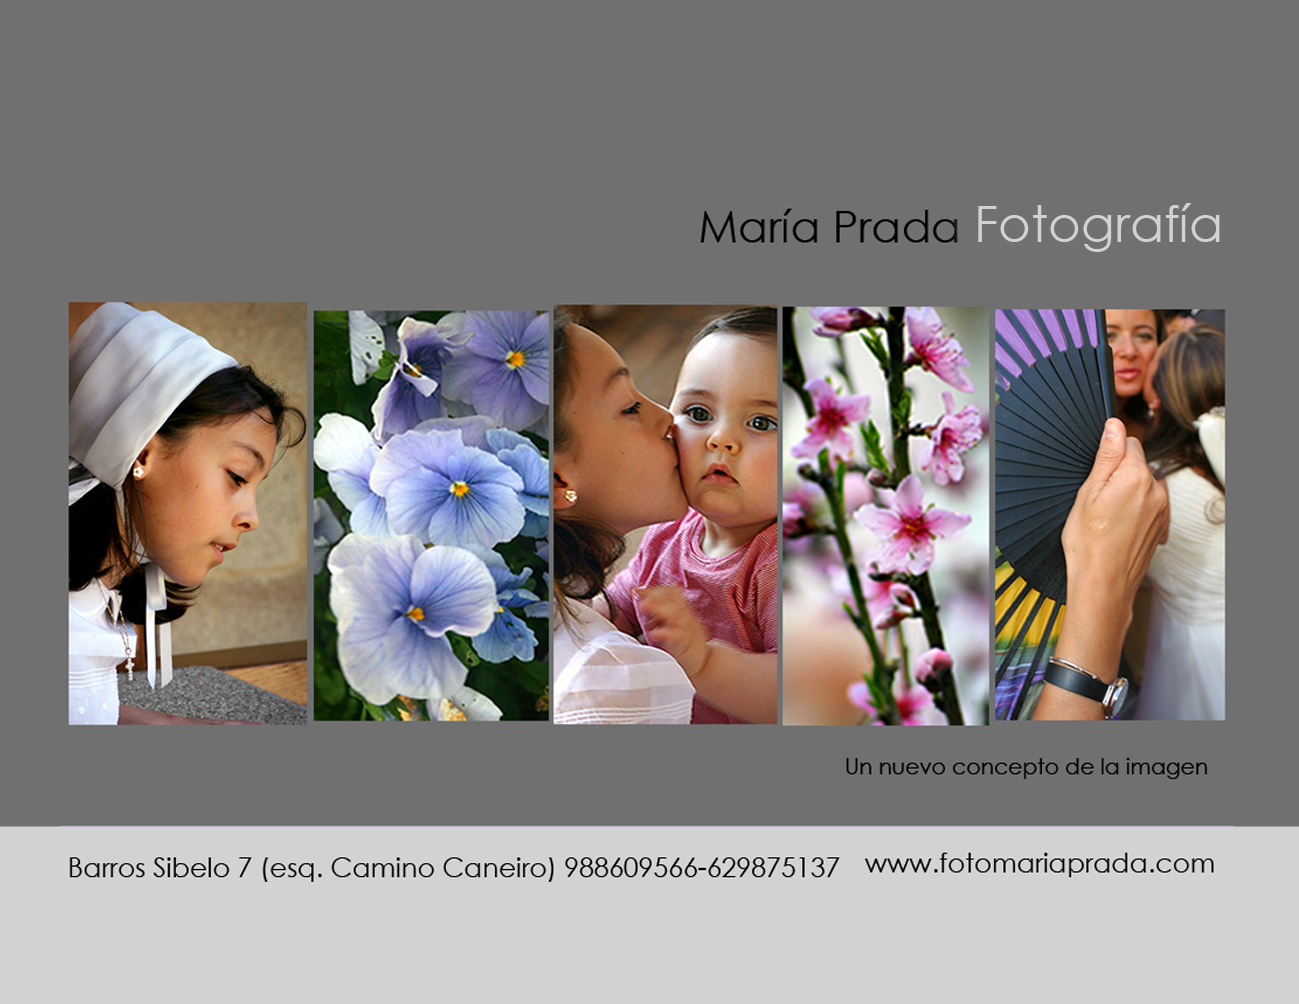 María Prada Fotografía
Un nuevo concepto de la imagen
Barros Sibelo 7 (esq. Camino Caneiro) 988609566-629875137 www.fotomariaprada.com